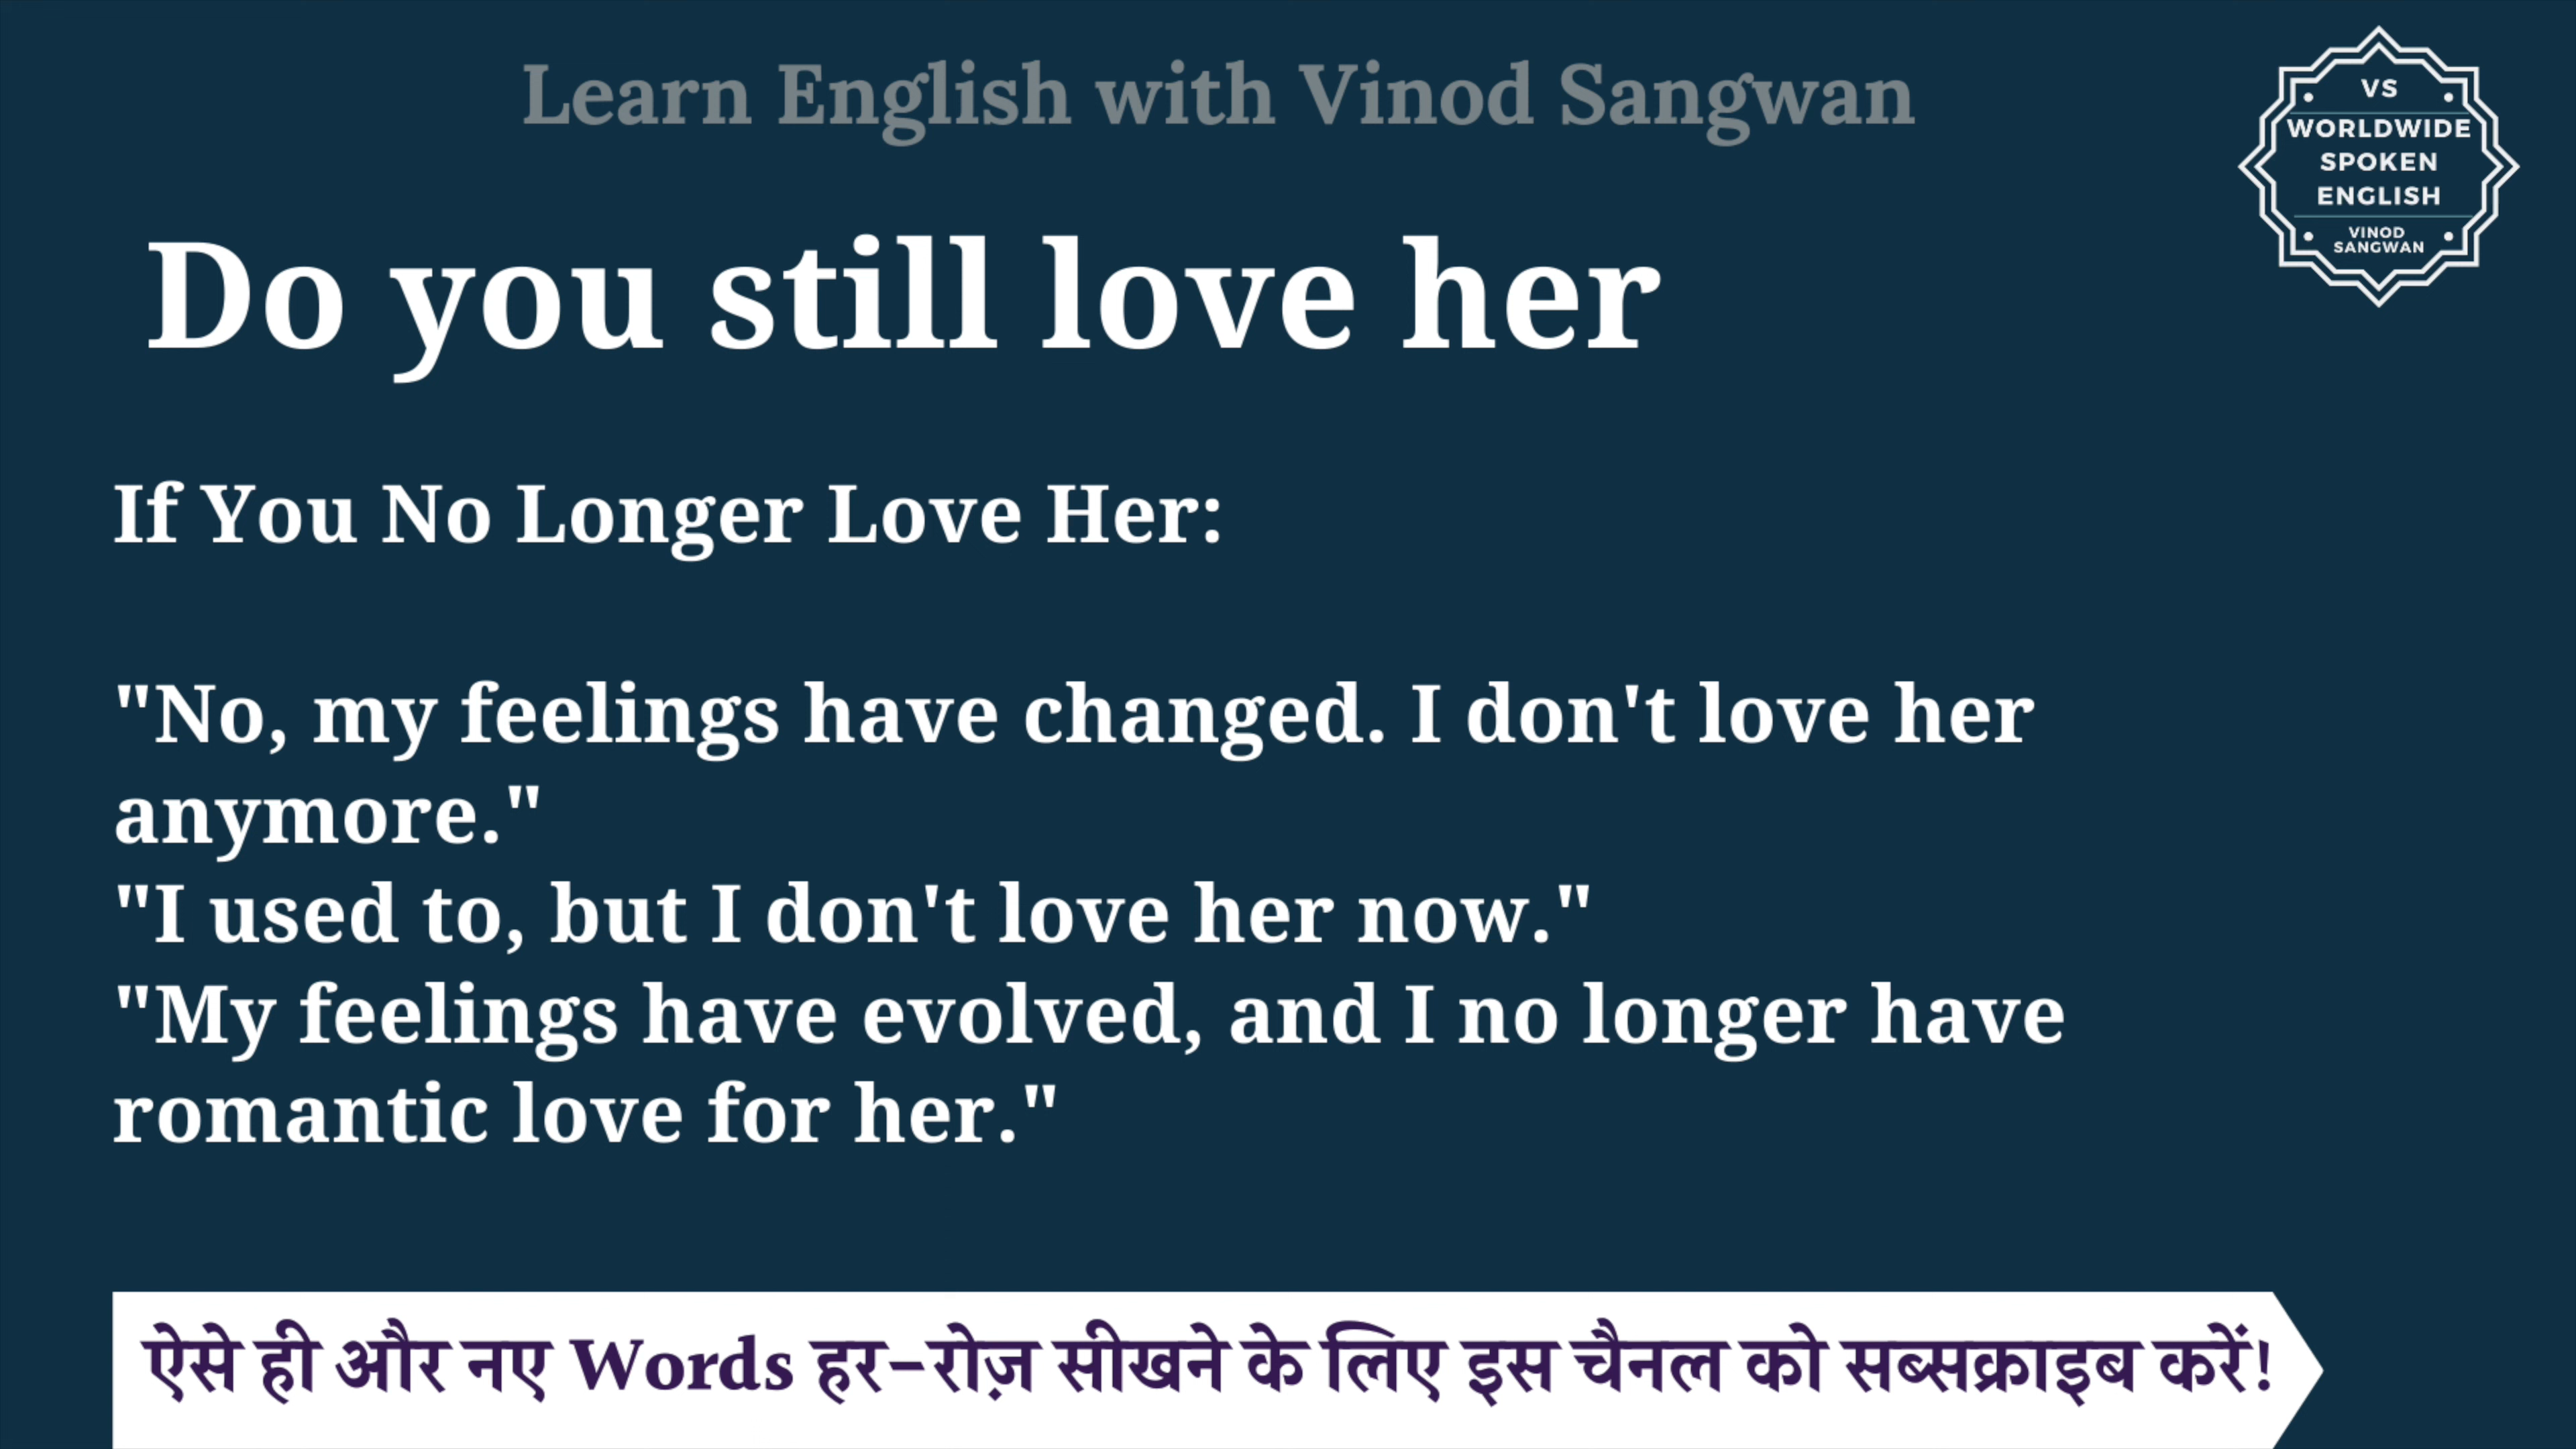 Learn English with Vinod Sangwan
VS
WORLDWIDE
SPOKEN
ENGLISH
VINOD
SANGWAN
Do you still love her
If You No Longer Love Her:
"No, my feelings have changed. I don't love her
anymore."
"I used to, but I don't love her now."
"My feelings have evolved, and I no longer have
romantic love for her."
ऐसे ही और नए Words हर-रोज़ सीखने के लिए इस चैनल को सब्सक्राइब करें!